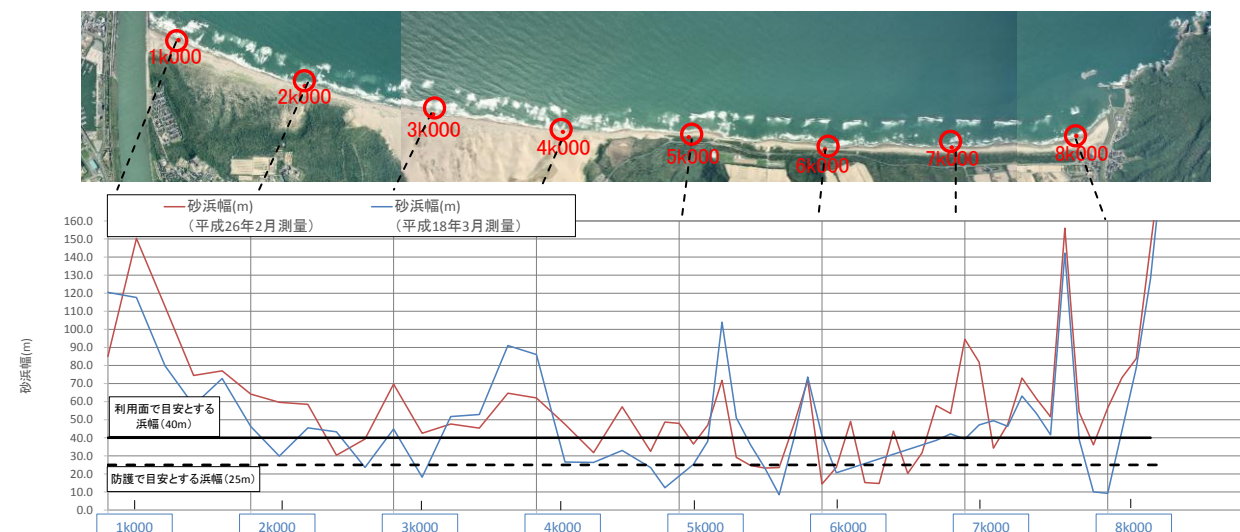 1k000
2k000
3k000
4k000
5k000
6k000
7k000
8k000
砂浜幅(m)
（平成26年2月測量）
砂浜幅(m)
（平成18年3月測量）
160.0
150.0
140.0
130.0
120.0
110.0
100.0
90.0
80.0
70.0
60.0
50.0
40.0
30.0
20.0
10.0
0.0
砂浜幅(m)
利用面で目安とする
浜幅（40m）
防護で目安とする浜幅（25m）
1k000
2k000
3k000
4k000
5k000
6k000
7k000
8k000